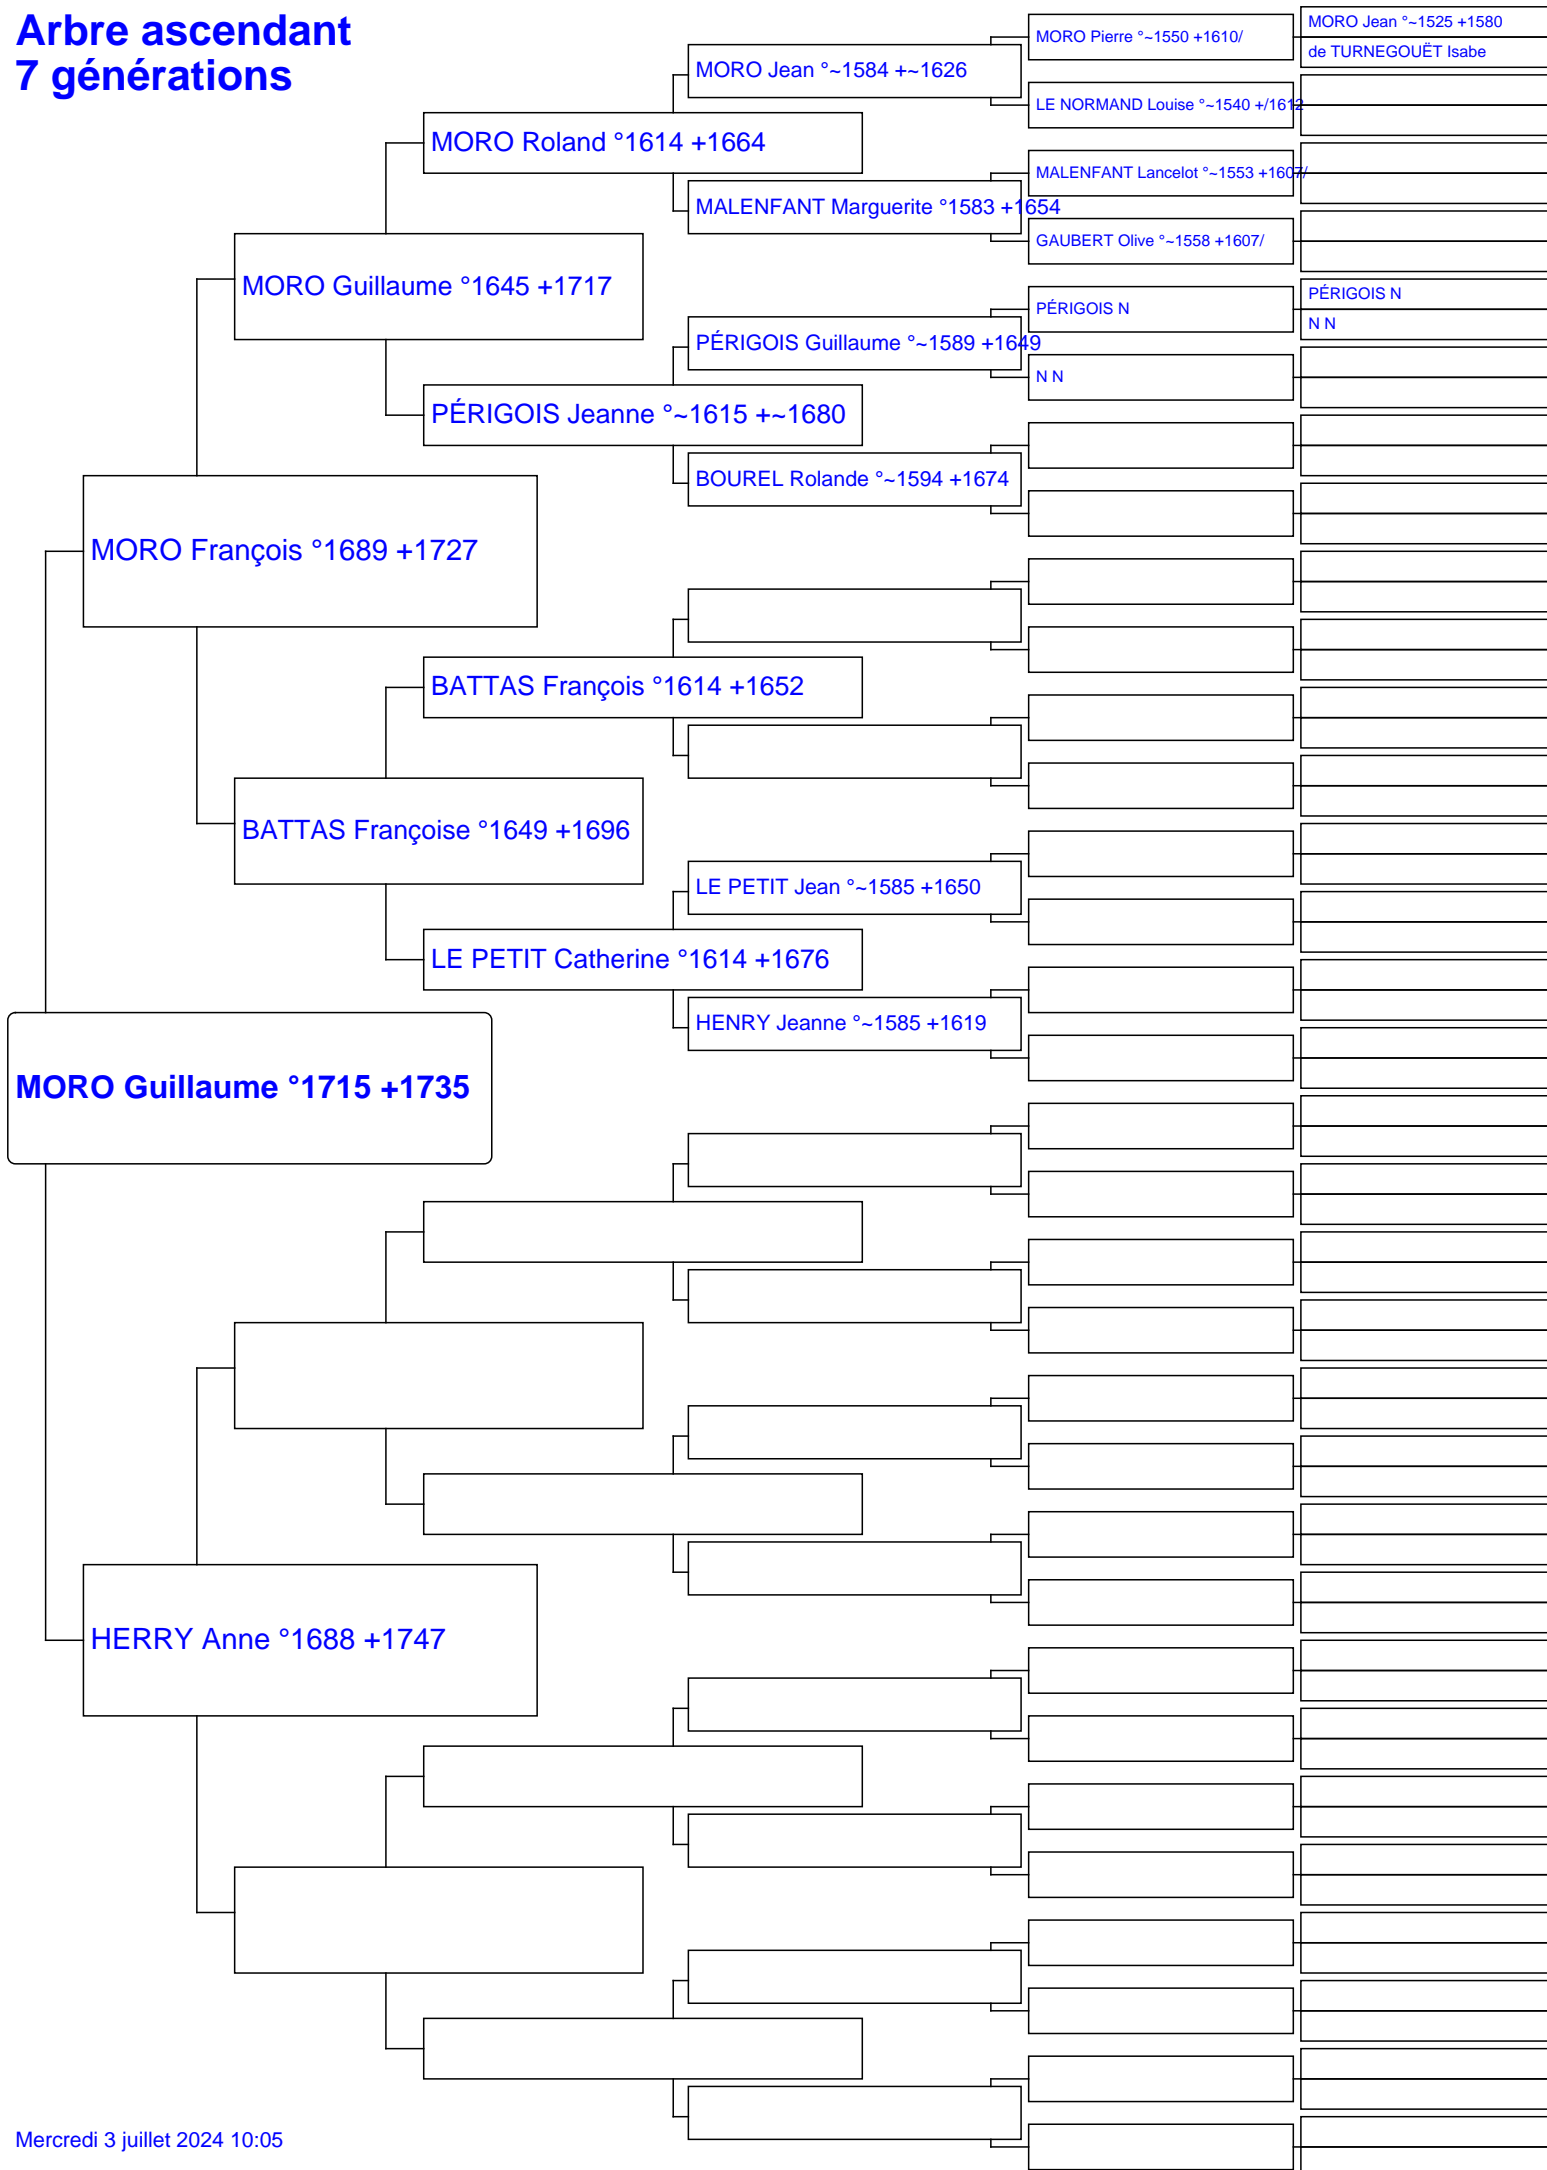 Arbre ascendant
7 générations
MORO Jean °~1525 +1580
MORO Pierre °~1550 +1610/
de TURNEGOUËT Isabe
MORO Jean °~1584 +~1626
LE NORMAND Louise °~1540 +/1612
MORO Roland °1614 +1664
MALENFANT Lancelot °~1553 +1607/
MALENFANT Marguerite °1583 +1654
GAUBERT Olive °~1558 +1607/
MORO Guillaume °1645 +1717
PÉRIGOIS N
PÉRIGOIS N
N N
PÉRIGOIS Guillaume °~1589 +1649
N N
PÉRIGOIS Jeanne °~1615 +~1680
BOUREL Rolande °~1594 +1674
MORO François °1689 +1727
BATTAS François °1614 +1652
BATTAS Françoise °1649 +1696
LE PETIT Jean °~1585 +1650
LE PETIT Catherine °1614 +1676
HENRY Jeanne °~1585 +1619
MORO Guillaume °1715 +1735
HERRY Anne °1688 +1747
Mercredi 3 juillet 2024 10:05